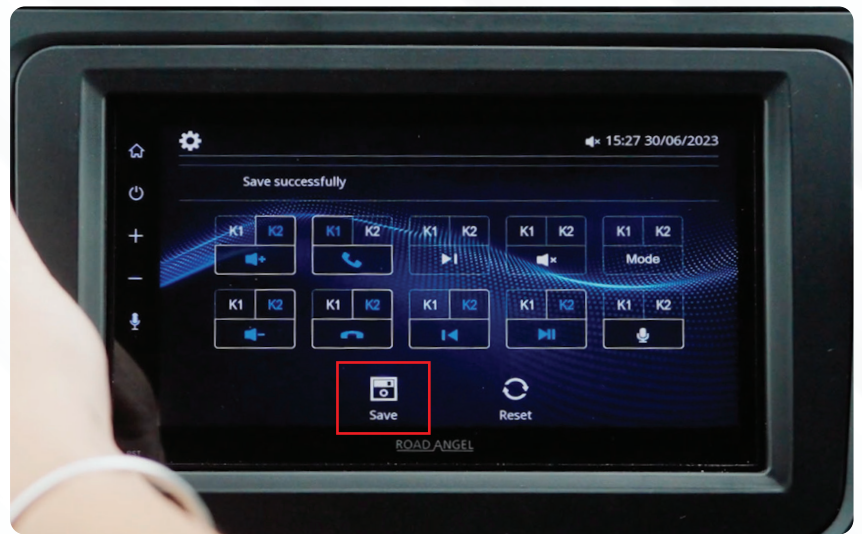 15:27 30/06/2023
Save successfully
K1 K2 K1 K2 K1 K2 K1 K2 K1 K2
Mode
K1 K2 K1 K2 K1 K2 K1 K2 K1 K2
Save Reset
ROAD ANGEL